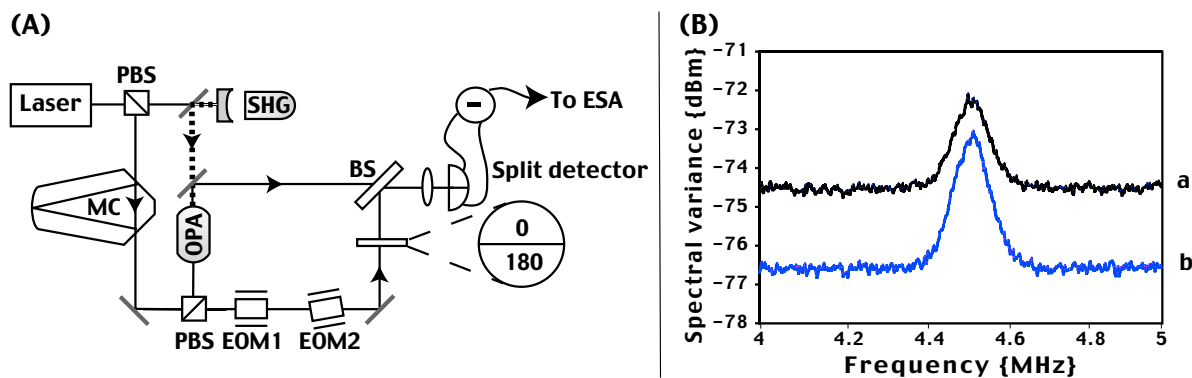 (A)
PBS
Laser
SHG
To ESA
Split detector
BS
MC
OPA
0
180
PBS
EOM1
EOM2
(B)
Spectral variance {dBm}
-71
-72
-73
-74
-75
-76
-77
-78
a
b
4
4.2
4.4
4.6
4.8
5
Frequency {MHz}